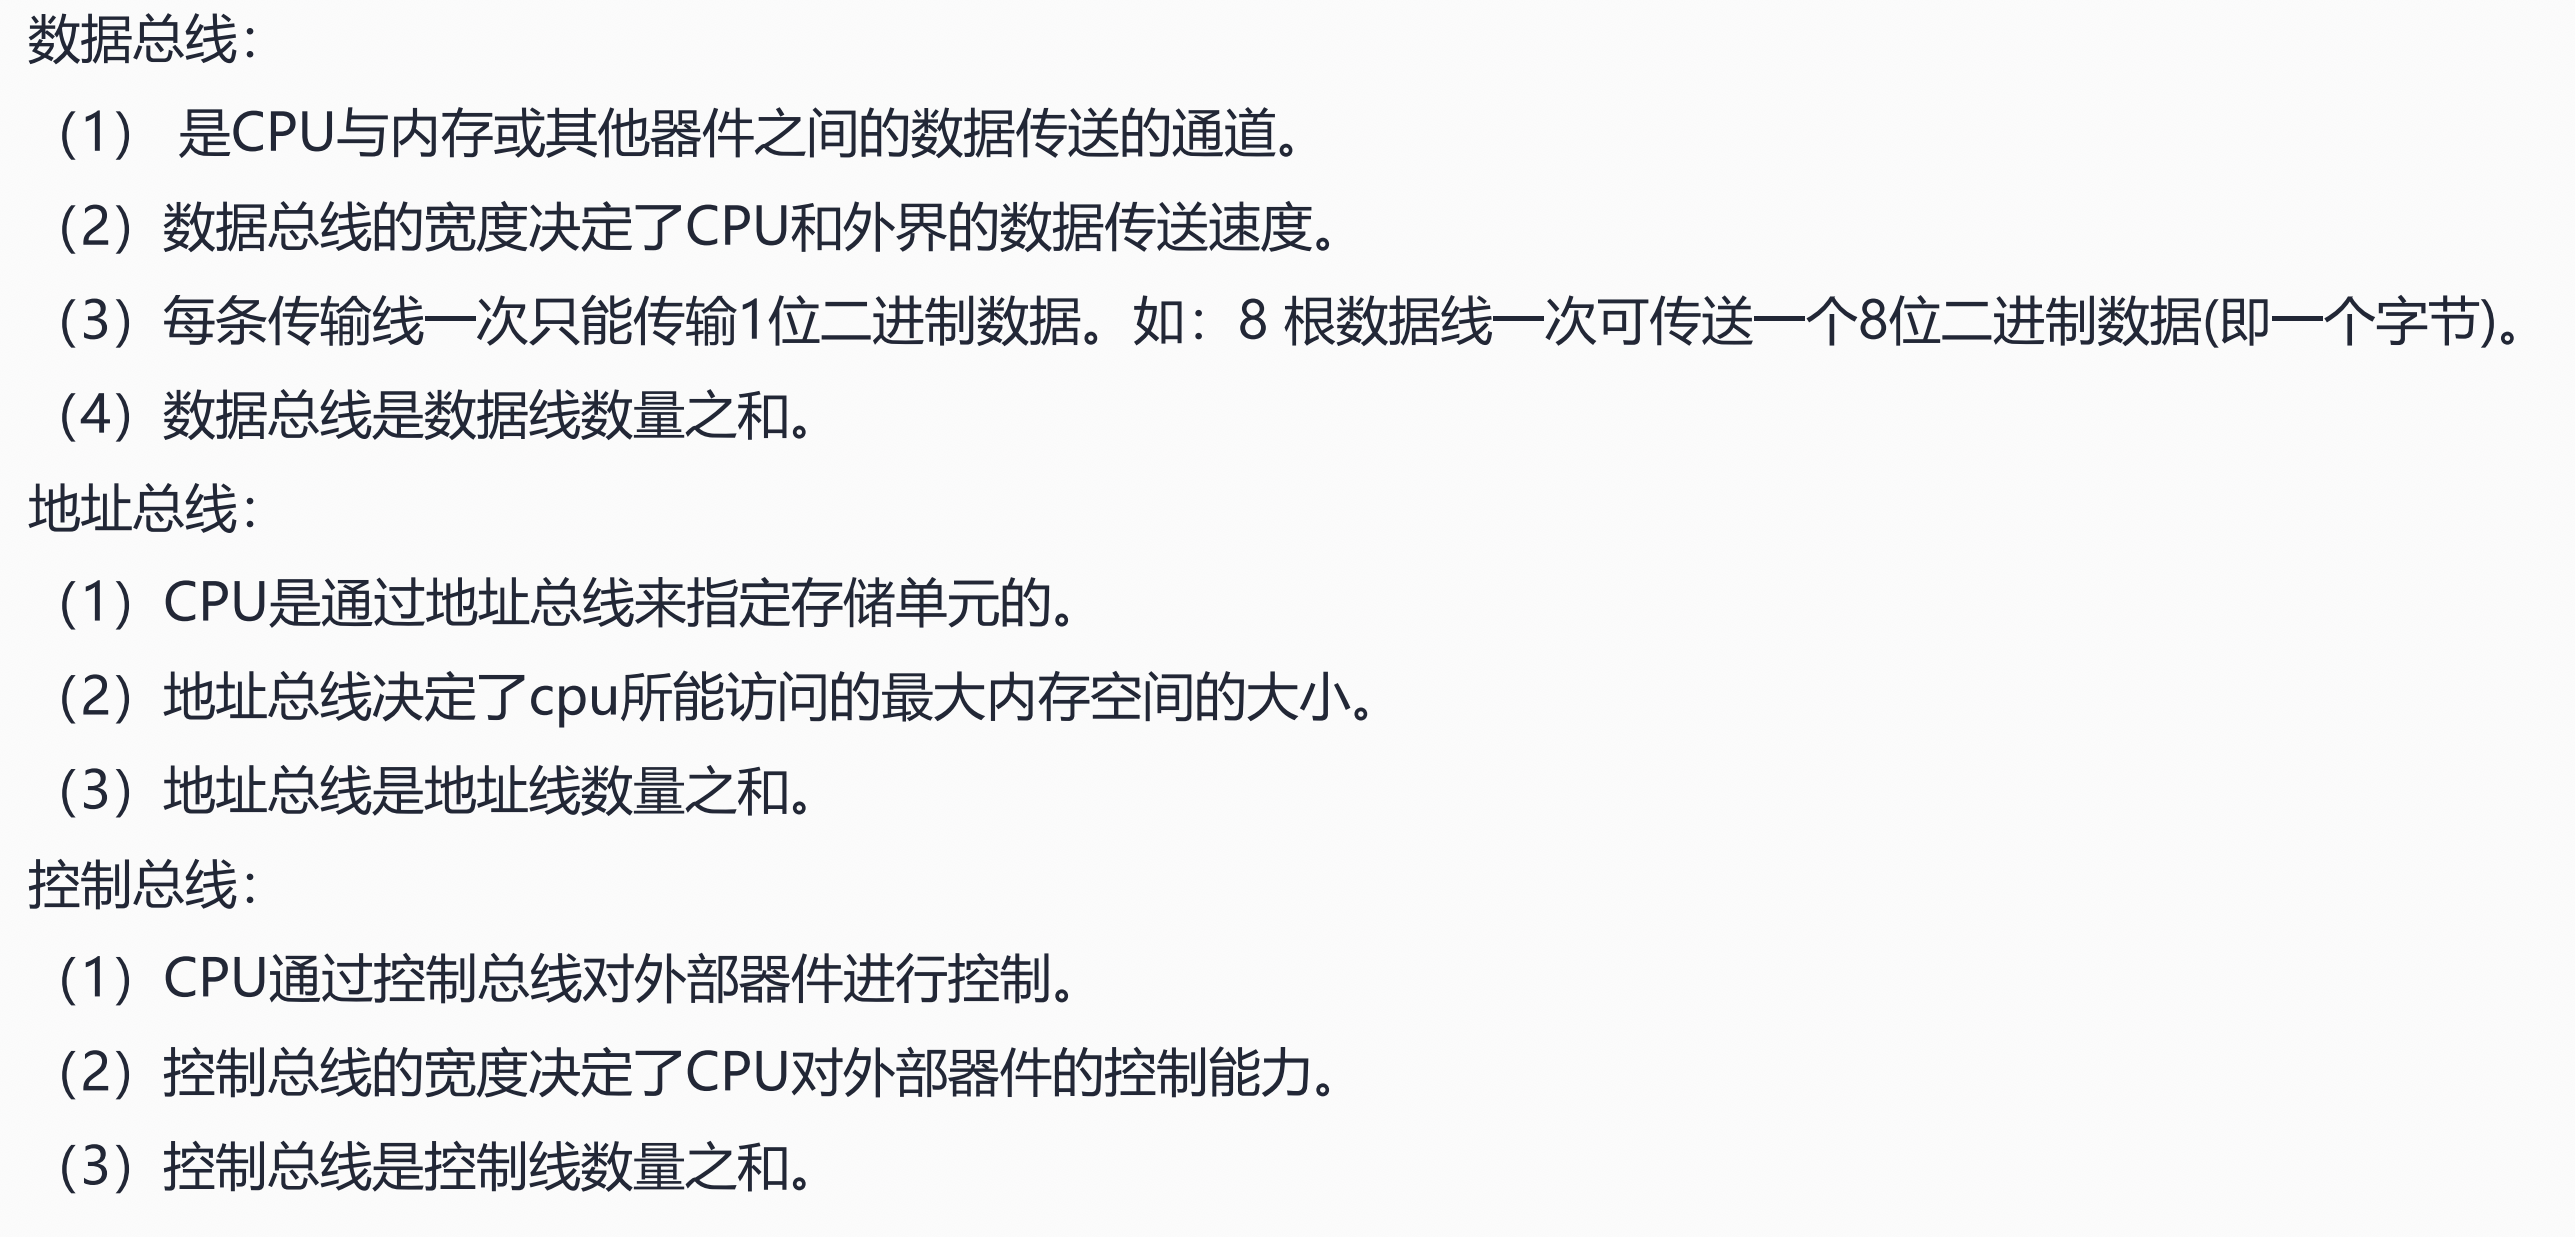 数据总线：
（1） 是CPU与内存或其他器件之间的数据传送的通道。
（2）数据总线的宽度决定了CPU和外界的数据传送速度。
（3）每条传输线一次只能传输1位二进制数据。如：8 根数据线一次可传送一个8位二进制数据(即一个字节)。
（4）数据总线是数据线数量之和。
地址总线：
（1）CPU是通过地址总线来指定存储单元的。
（2）地址总线决定了cpu所能访问的最大内存空间的大小。
（3）地址总线是地址线数量之和。
控制总线：
（1）CPU通过控制总线对外部器件进行控制。
（2）控制总线的宽度决定了CPU对外部器件的控制能力。
（3）控制总线是控制线数量之和。